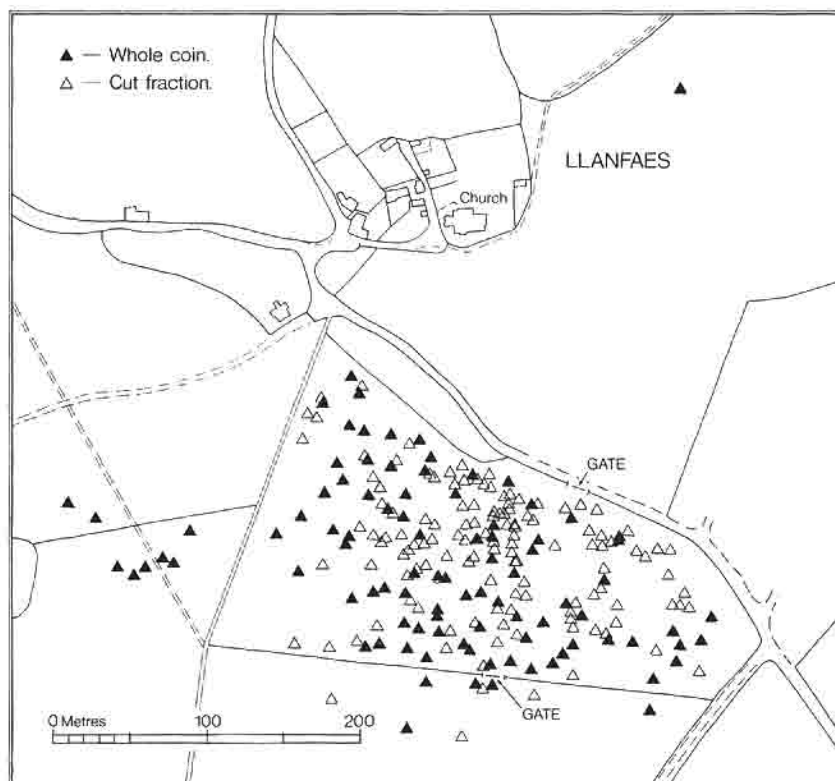 Whole coin.
Cut fraction.
LLANFAES
Church
GATE
GATE
0 Metres 100 200